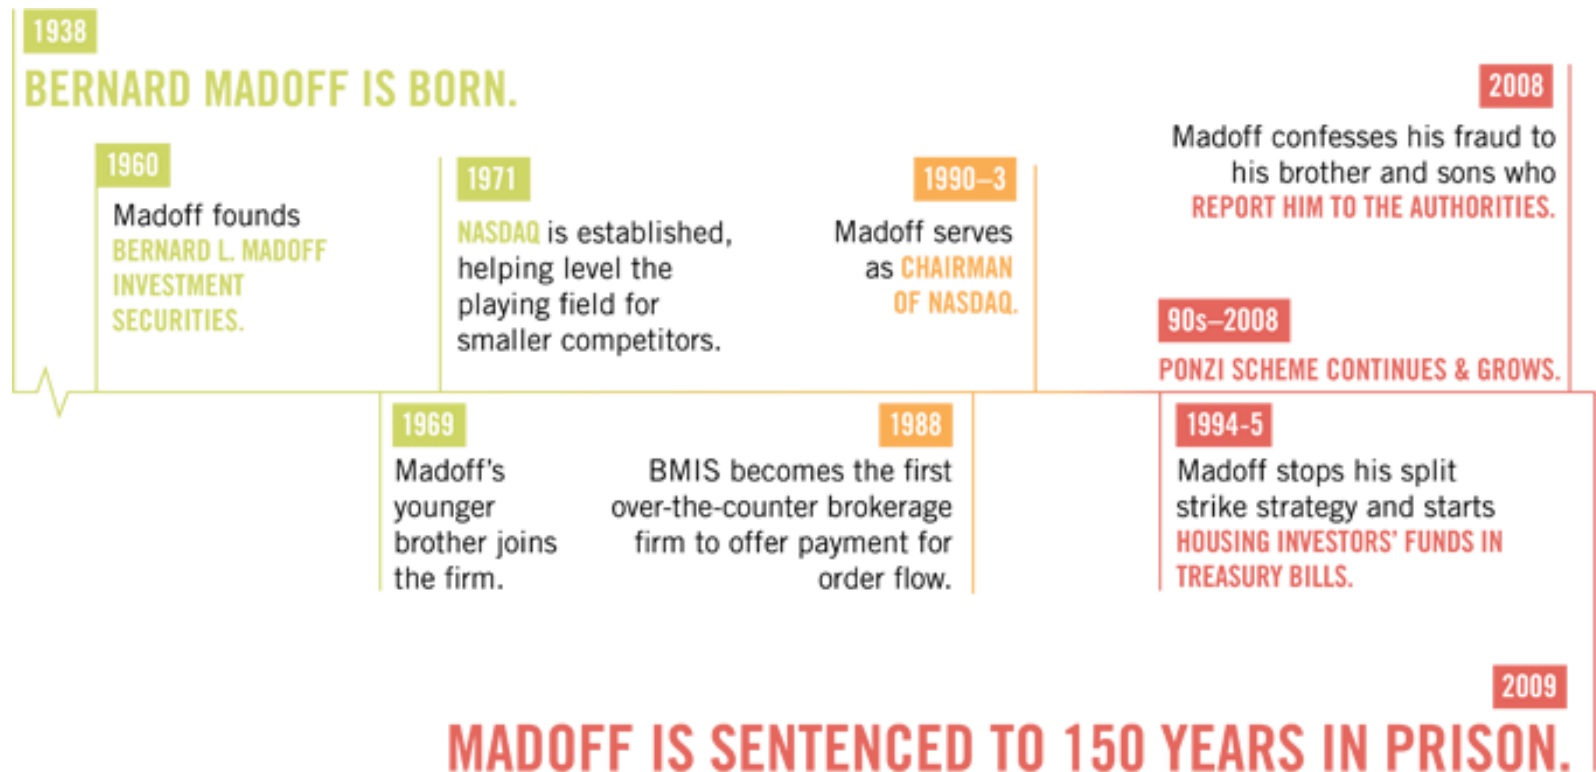 1938
BERNARD MADOFF IS BORN.
1960
Madoff founds
BERNARD L. MADOFF
INVESTMENT
SECURITIES.
1969
Madoff's
younger
brother joins
the firm.
1971
NASDAQ is established,
helping level the
playing field for
smaller competitors.
1988
BMIS becomes the first
over-the-counter brokerage
firm to offer payment for
order flow.
1990–3
Madoff serves
as CHAIRMAN
OF NASDAQ.
1994-5
Madoff stops his split
strike strategy and starts
HOUSING INVESTORS' FUNDS IN
TREASURY BILLS.
90s–2008
PONZI SCHEME CONTINUES & GROWS.
2008
Madoff confesses his fraud to
his brother and sons who
REPORT HIM TO THE AUTHORITIES.
2009
MADOFF IS SENTENCED TO 150 YEARS IN PRISON.